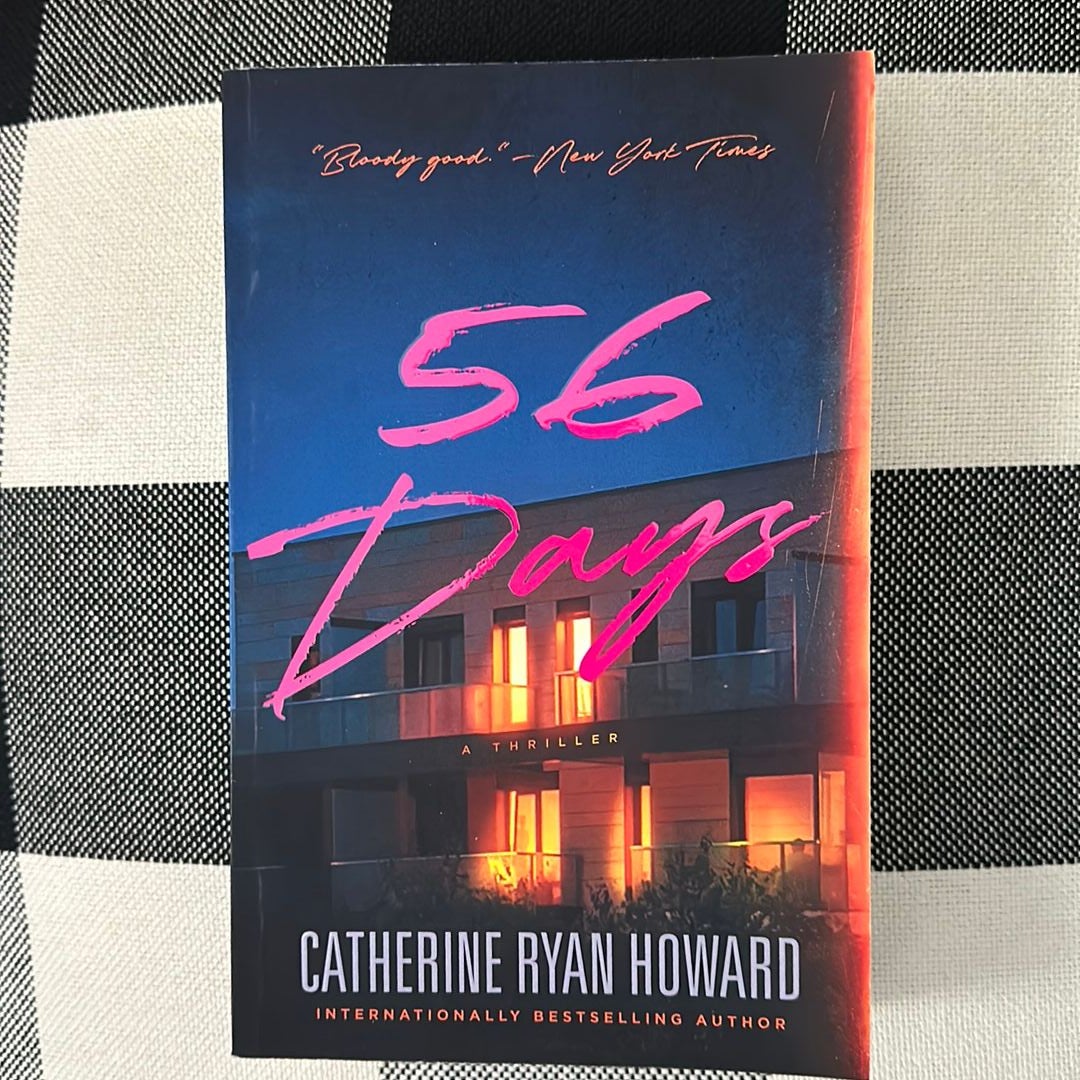 "Bloody good." –New York Times
56
Days
A THRILLER
CATHERINE RYAN HOWARD
INTERNATIONALLY BESTSELLING AUTHOR